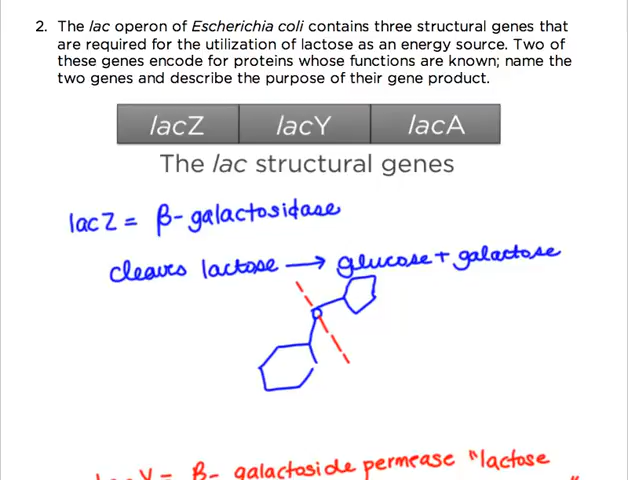 2. The lac operon of Escherichia coli contains three structural genes that
are required for the utilization of lactose as an energy source. Two of
these genes encode for proteins whose functions are known; name the
two genes and describe the purpose of their gene product.
lacZ lacY lacA
The lac structural genes
lacZ = β-galactosidase
cleaves lactose → glucose + galactose
lacY = β-galactoside permease "lactose